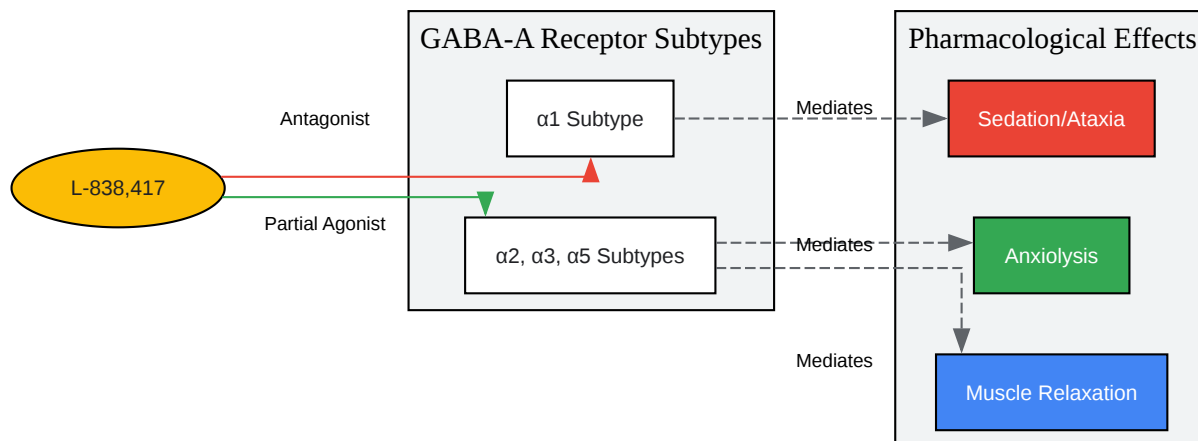 GABA-A Receptor Subtypes
Pharmacological Effects
α1 Subtype
Mediates
Sedation/Ataxia
Antagonist
L-838,417
Partial Agonist
α2, α3, α5 Subtypes
Mediates
Anxiolysis
Mediates
Muscle Relaxation